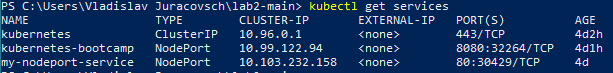 PS C:\Users\Vladislav Juracovsch\lab2-main> kubectl get services
NAME TYPE CLUSTER-IP EXTERNAL-IP PORT(S) AGE
kubernetes ClusterIP 10.96.0.1 <none> 443/TCP 4d2h
kubernetes-bootcamp NodePort 10.99.122.94 <none> 8080:32264/TCP 4d1h
my-nodeport-service NodePort 10.103.232.158 <none> 80:30429/TCP 4d